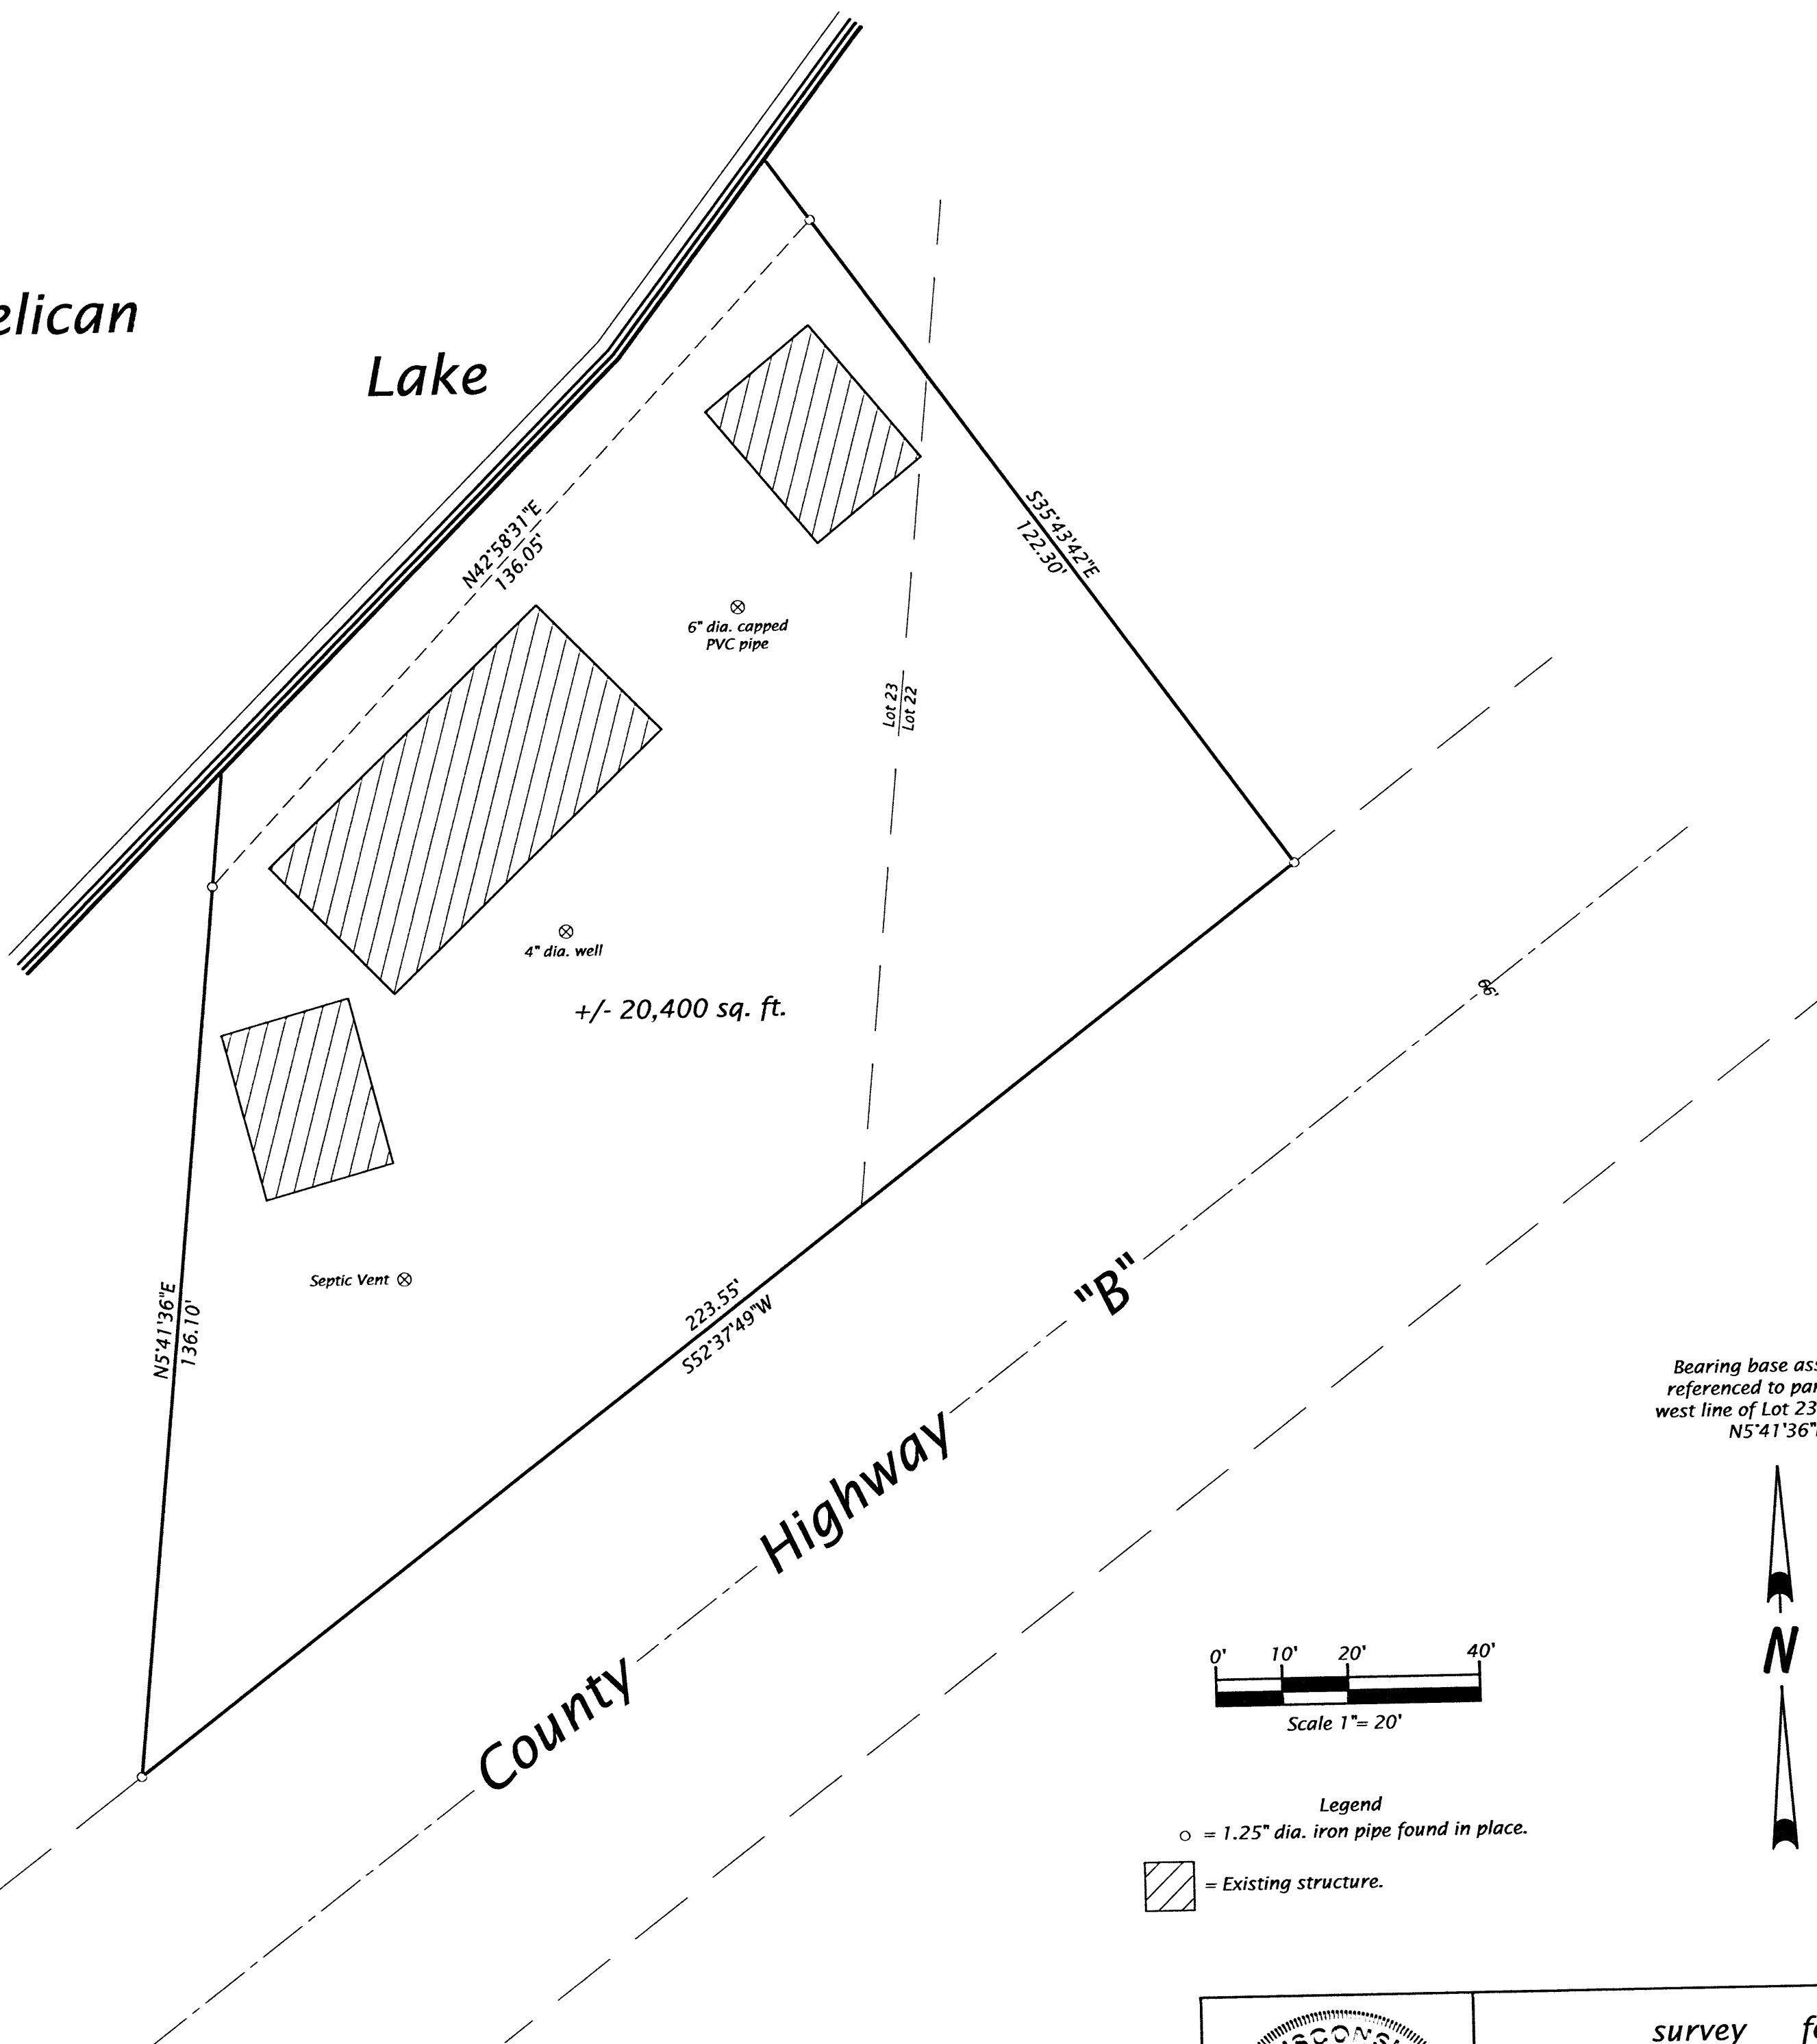 elican
Lake
N42°58'31"E
136.05'
S35°43'42"E
122.30'
6" dia. capped
PVC pipe
Lot 23
Lot 22
4" dia. well
+/- 20,400 sq. ft.
66'
Septic Vent
N5°41'36"E
136.10'
223.55'
S52°37'49"W
County Highway "B"
Bearing base ass
referenced to par
west line of Lot 23
N5°41'36"
N
0' 10' 20' 40'
Scale 1"= 20'
Legend
= 1.25" dia. iron pipe found in place.
= Existing structure.
SCONS
survey f